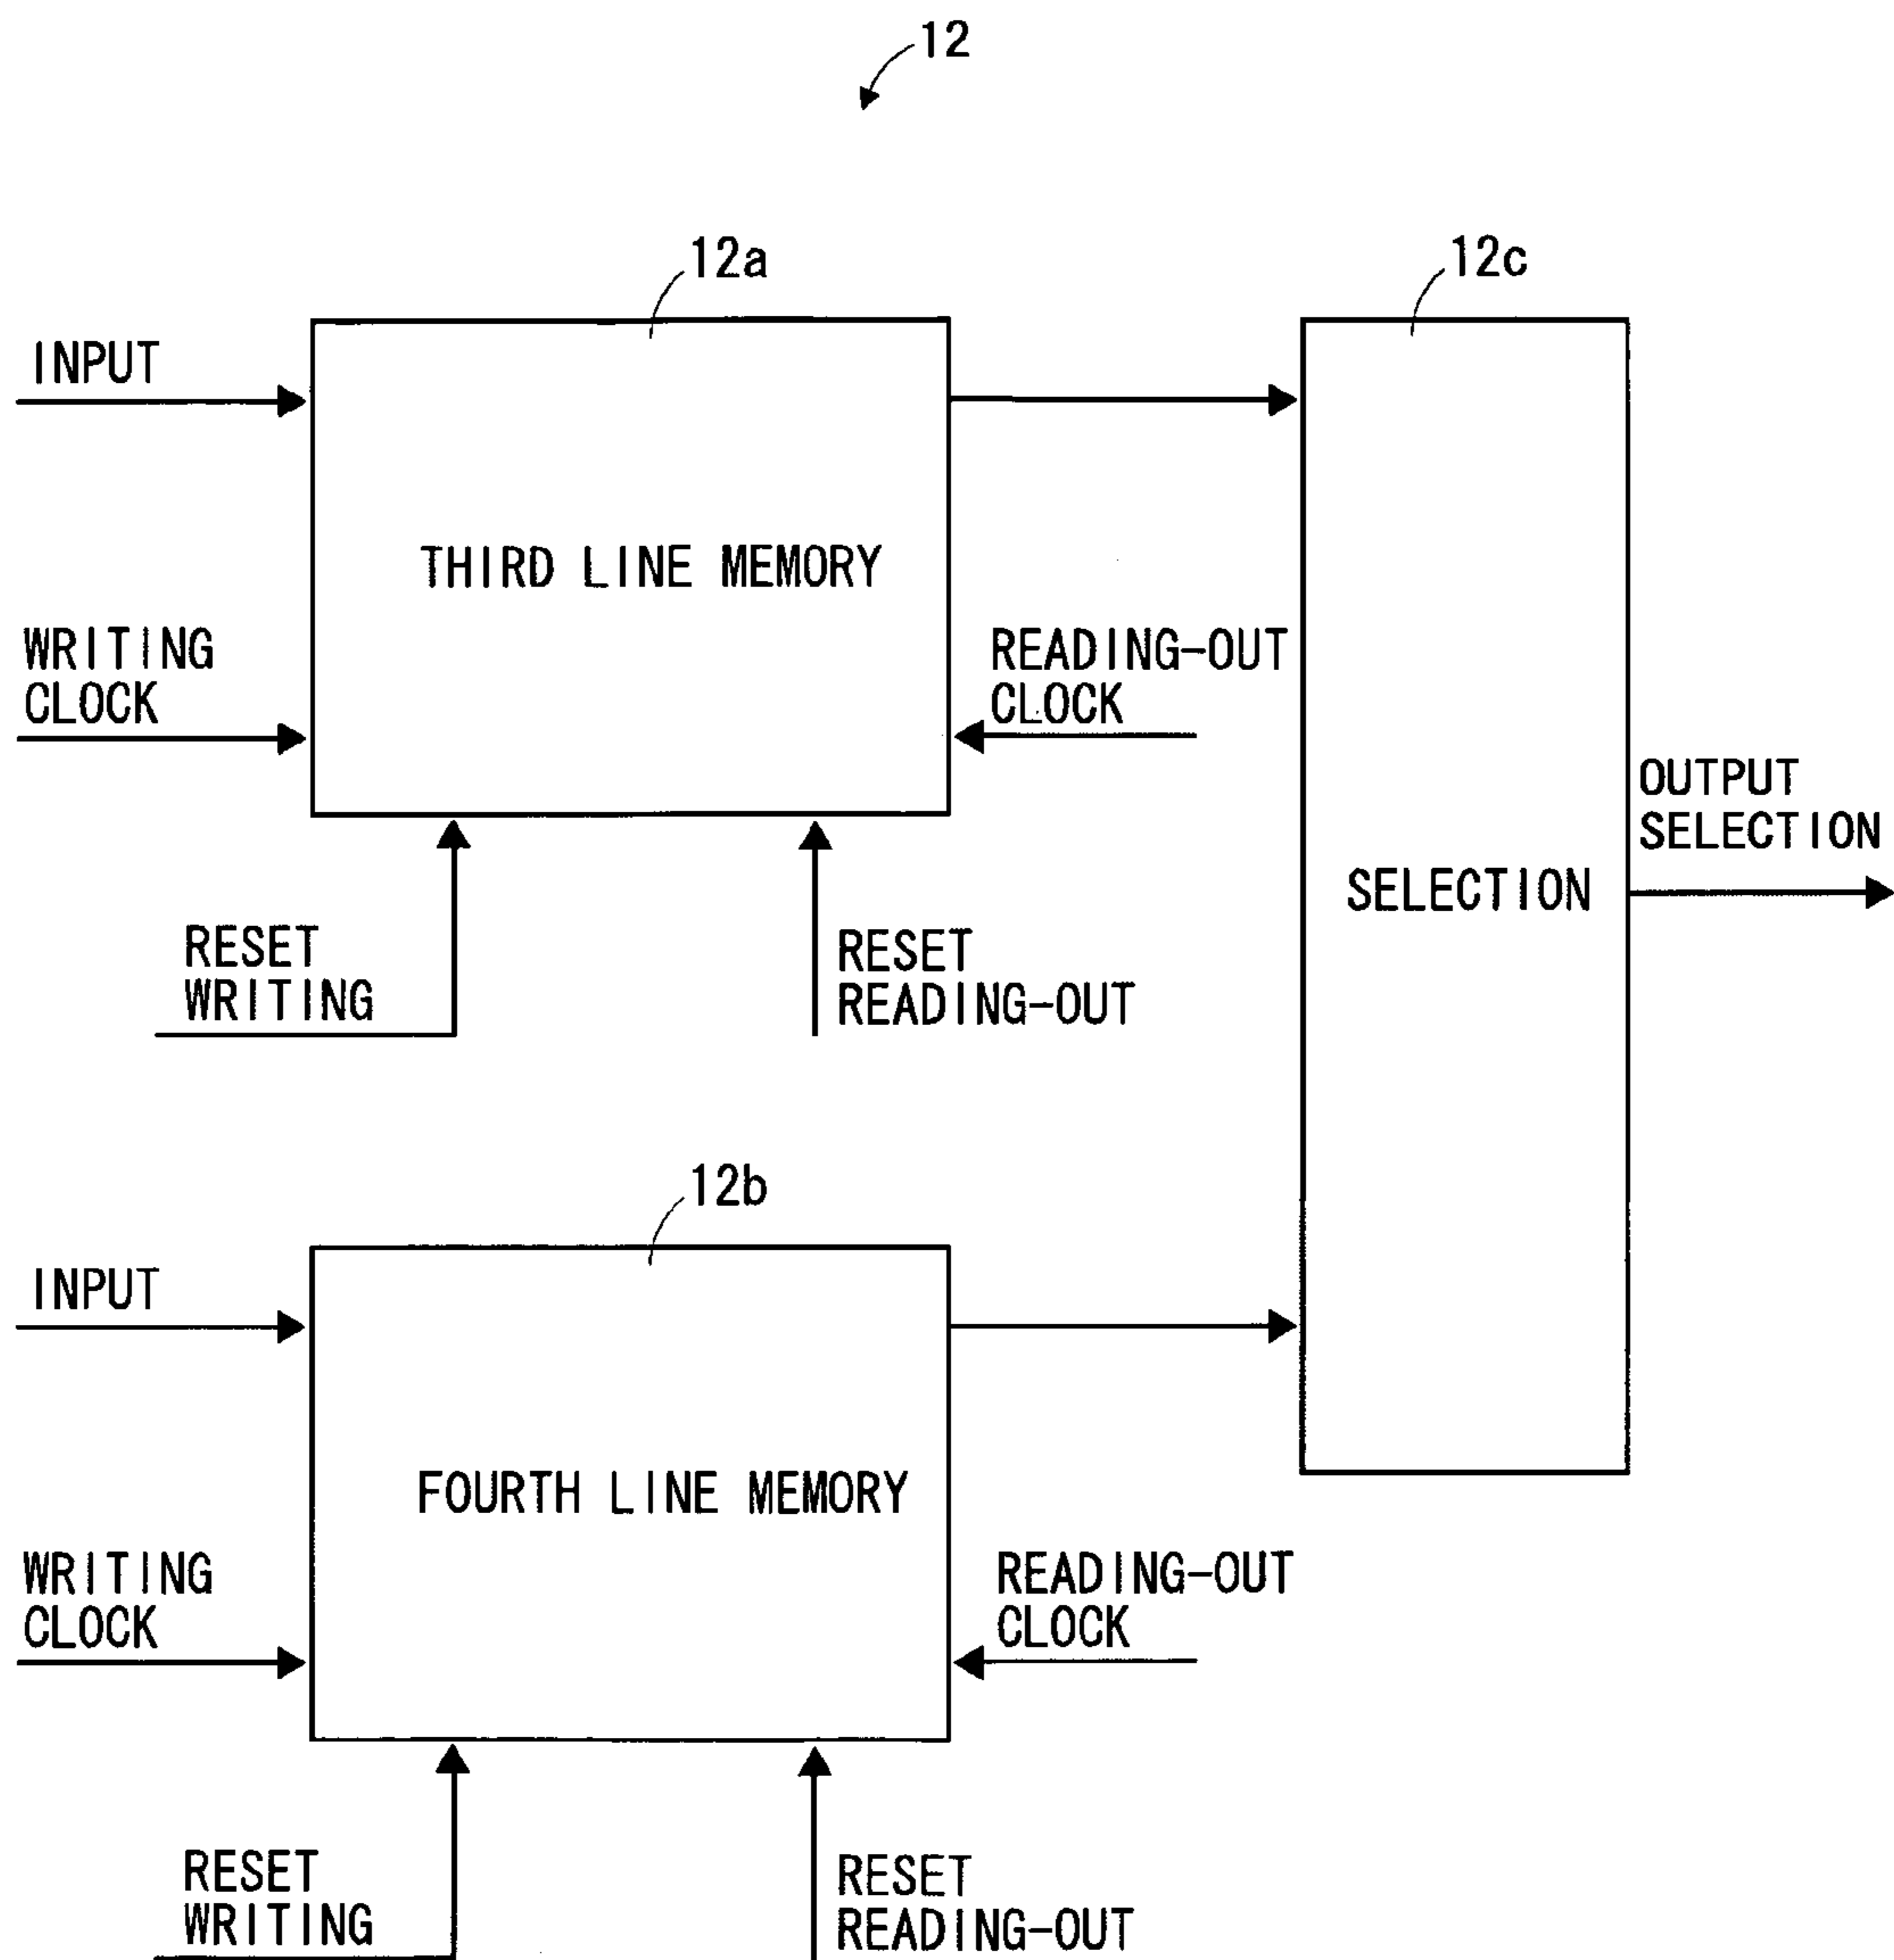 12
12a
12c
INPUT
THIRD LINE MEMORY
WRITING
CLOCK
READING-OUT
CLOCK
OUTPUT
SELECTION
SELECTION
RESET
WRITING
RESET
READING-OUT
12b
INPUT
FOURTH LINE MEMORY
WRITING
CLOCK
READING-OUT
CLOCK
RESET
WRITING
RESET
READING-OUT